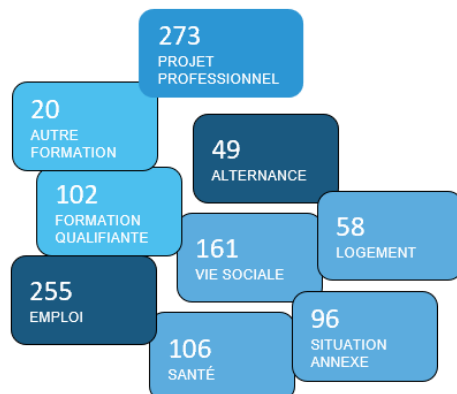 273
PROJET
PROFESSIONNEL
20
AUTRE
FORMATION
49
ALTERNANCE
102
FORMATION
QUALIFIANTE
161
VIE SOCIALE
58
LOGEMENT
255
EMPLOI
106
SANTÉ
96
SITUATION
ANNEXE